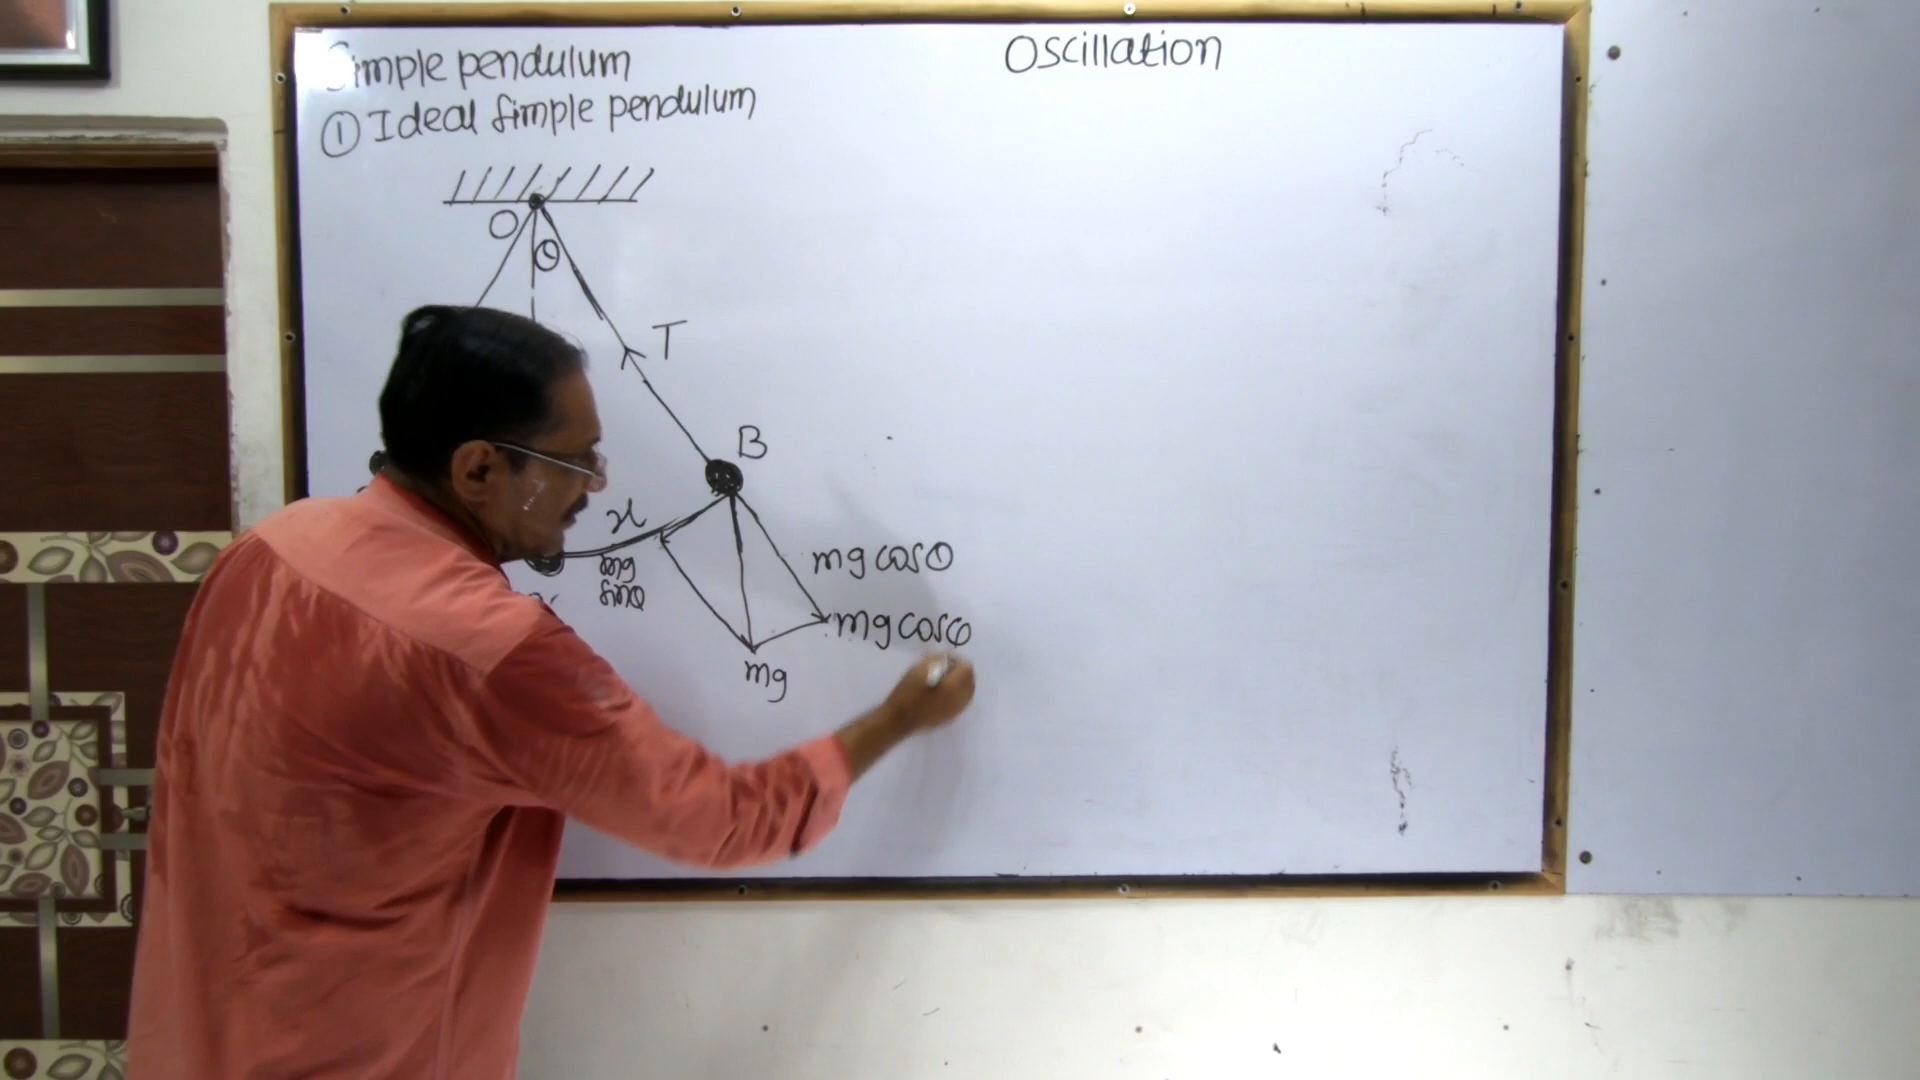 Simple pendulum
Oscillation
① Ideal Simple pendulum
O
θ
T
B
x
mg cosθ
mg
sinθ
mg cosθ
mg